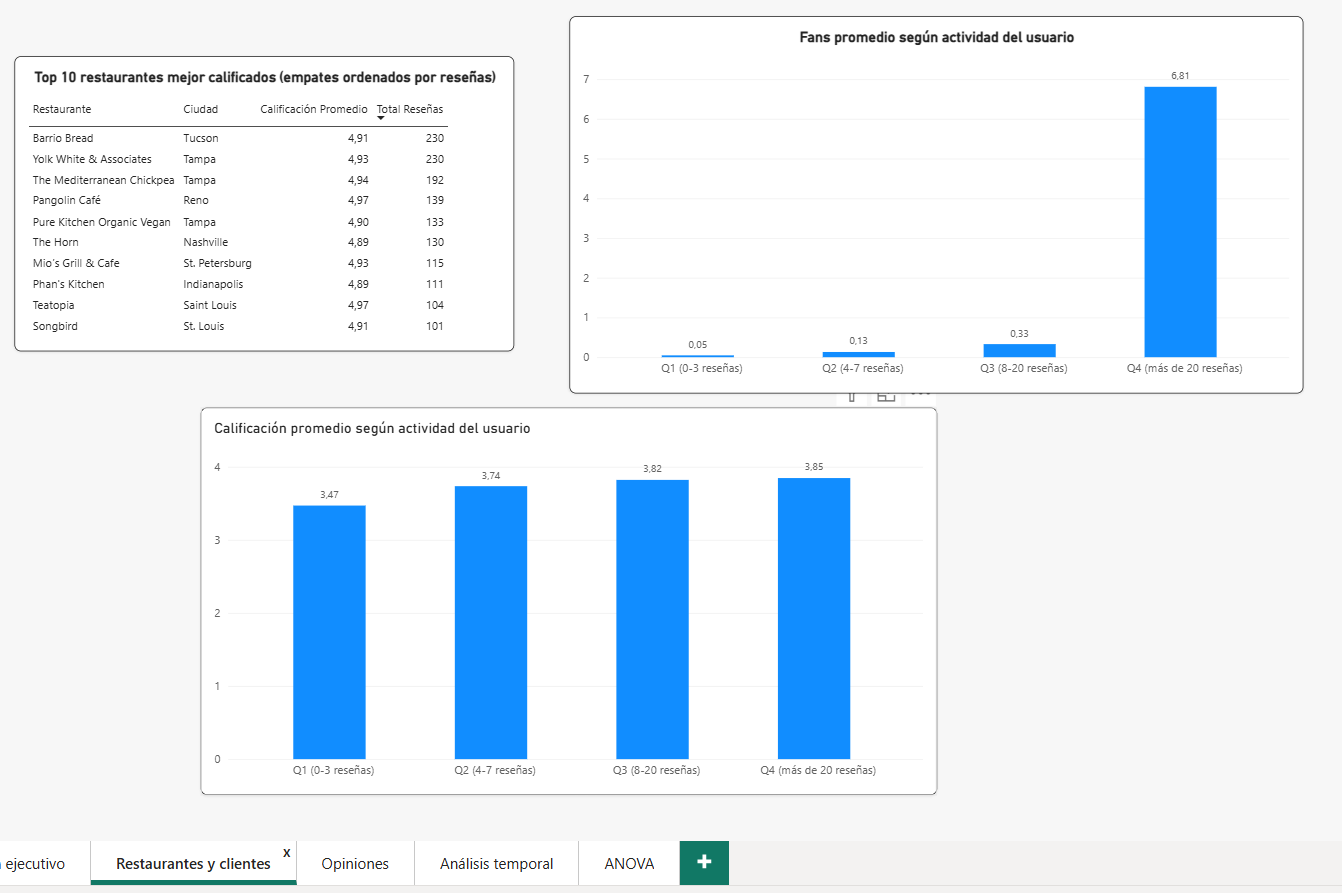 Top 10 restaurantes mejor calificados (empates ordenados por reseñas)
Restaurante Ciudad Calificación Promedio Total Reseñas
Barrio Bread Tucson 4,91 230
Yolk White & Associates Tampa 4,93 230
The Mediterranean Chickpea Tampa 4,94 192
Pangolin Café Reno 4,97 139
Pure Kitchen Organic Vegan Tampa 4,90 133
The Horn Nashville 4,89 130
Mio's Grill & Cafe St. Petersburg 4,93 115
Phan's Kitchen Indianapolis 4,89 111
Teatopia Saint Louis 4,97 104
Songbird St. Louis 4,91 101
Fans promedio según actividad del usuario
7
6
5
4
3
2
1
0
0,05 0,13 0,33 6,81
Q1 (0-3 reseñas) Q2 (4-7 reseñas) Q3 (8-20 reseñas) Q4 (más de 20 reseñas)
Calificación promedio según actividad del usuario
4
3
2
1
0
3,47 3,74 3,82 3,85
Q1 (0-3 reseñas) Q2 (4-7 reseñas) Q3 (8-20 reseñas) Q4 (más de 20 reseñas)
ejecutivo Restaurantes y clientes x Opiniones Análisis temporal ANOVA +